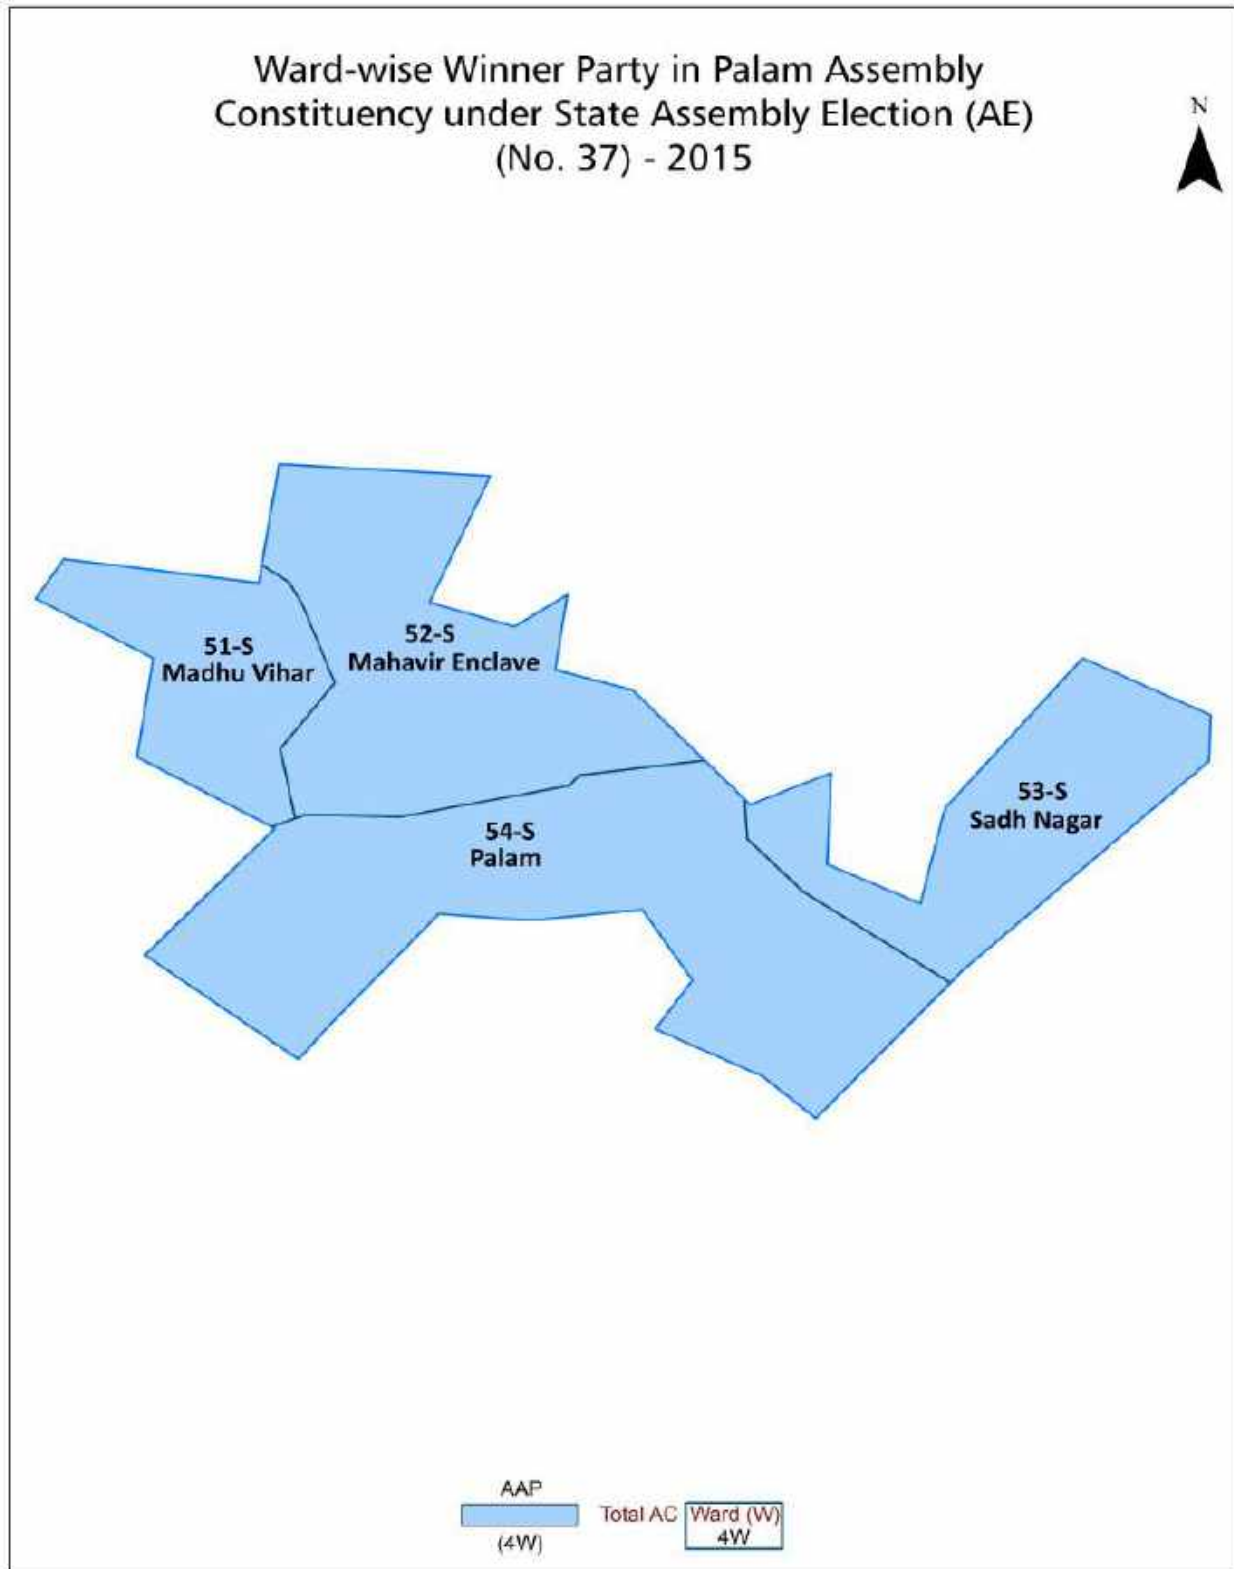 Ward-wise Winner Party in Palam Assembly
Constituency under State Assembly Election (AE)
(No. 37) - 2015
N
51-S
Madhu Vihar
52-S
Mahavir Enclave
53-S
Sadh Nagar
54-S
Palam
AAP
(4W)
Total AC
Ward (W)
4W